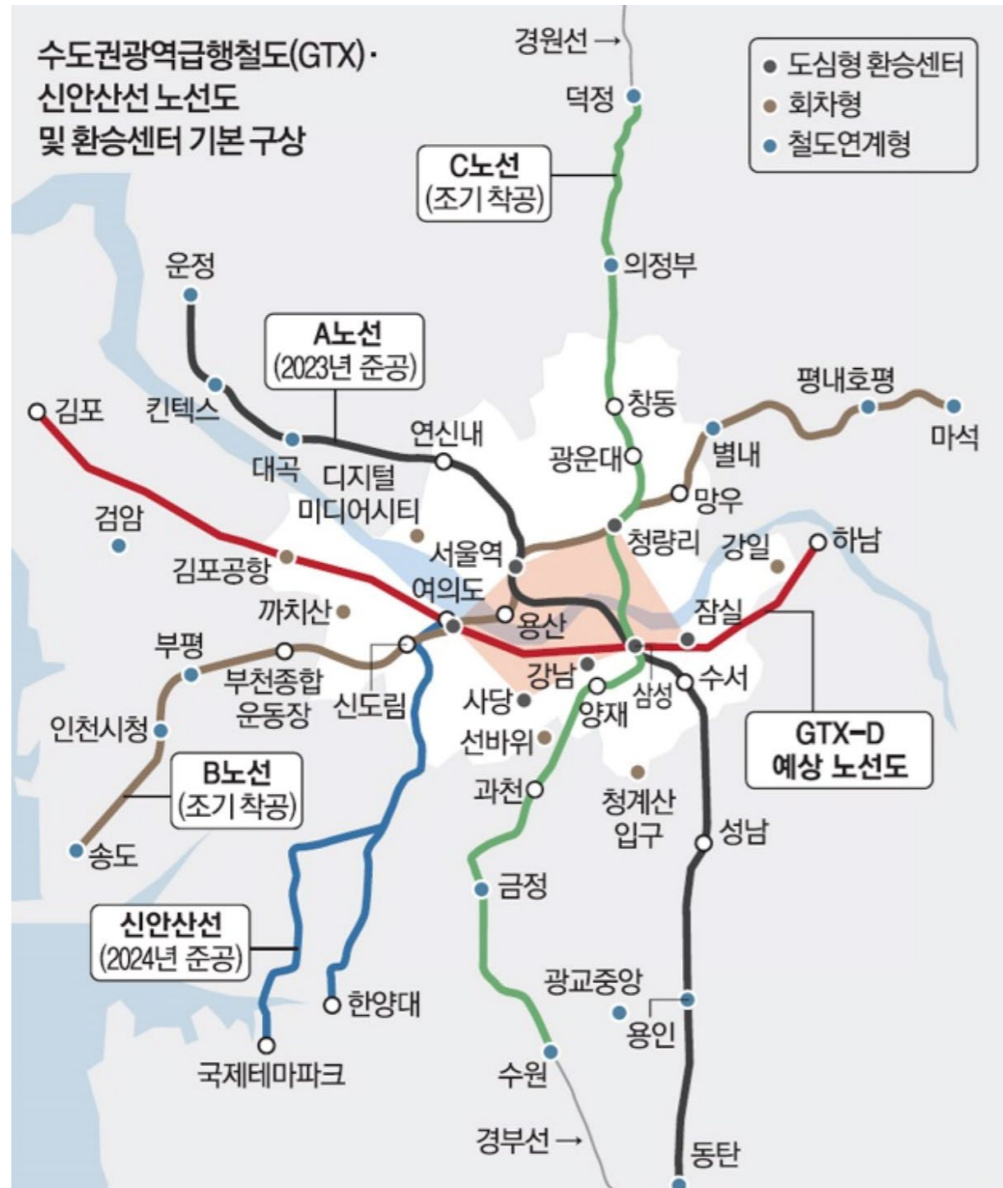 수도권광역급행철도(GTX)·
신안산선 노선도
및 환승센터 기본 구상
도심형 환승센터
회차형
철도연계형
경원선→
덕정
C노선
(조기 착공)
의정부
운정
A노선
(2023년 준공)
킨텍스
대곡
연신내
창동
광운대
평내호평
마석
별내
망우
김포
디지털
미디어시티
검암
김포공항
서울역
여의도
청량리
강일
하남
까치산
용산
잠실
부평
부천종합
운동장
신도림
강남
사당
양재
삼성
수서
인천시청
선바위
GTX-D
예상 노선도
B노선
(조기 착공)
과천
청계산
입구
송도
성남
금정
신안산선
(2024년 준공)
한양대
광교중앙
용인
국제테마파크
수원
경부선→
동탄